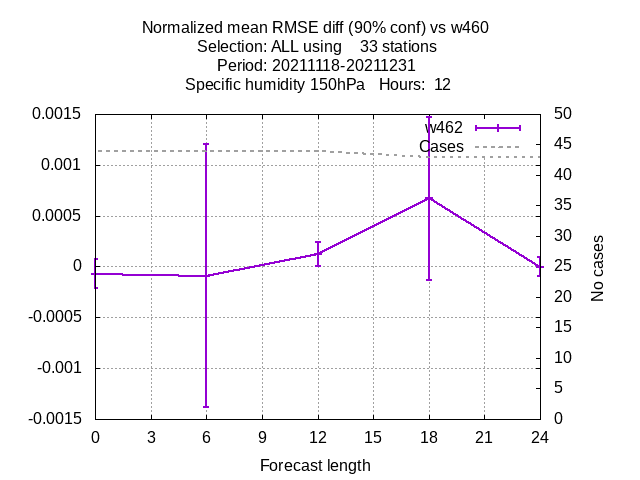 Normalized mean RMSE diff (90% conf) vs w460
Selection: ALL using    33 stations
Period: 20211118-20211231
Specific humidity 150hPa   Hours:  12
w462
Cases
0.0015
0.001
0.0005
0
-0.0005
-0.001
-0.0015
50
45
40
35
30
25
20
15
10
5
0
No cases
0 3 6 9 12 15 18 21 24
Forecast length